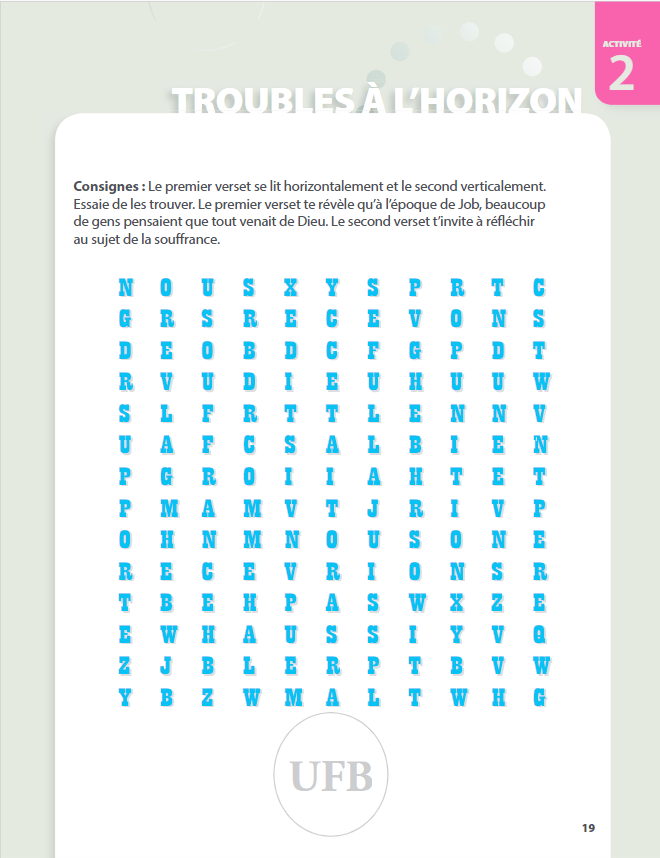 ACTIVITÉ
2
TROUBLES À L'HORIZON
Consignes : Le premier verset se lit horizontalement et le second verticalement.
Essaie de les trouver. Le premier verset te révèle qu'à l'époque de Job, beaucoup
de gens pensaient que tout venait de Dieu. Le second verset t'invite à réfléchir
au sujet de la souffrance.
N O U S X Y S P R T C
G R S R E C E V O N S
D E O B D C F G P D T
R V U D I E U H U U W
S L F R T T L E N N V
U A F C S A L B I E N
P G R O I I A H T E T
P M A M V T J R I V P
O H N M N O U S O N E
R E C E V R I O N S R
T B E H P A S W X Z E
E W H A U S S I Y V Q
Z J B L E R P T B V W
Y B Z W M A L T W H G
UFB
19